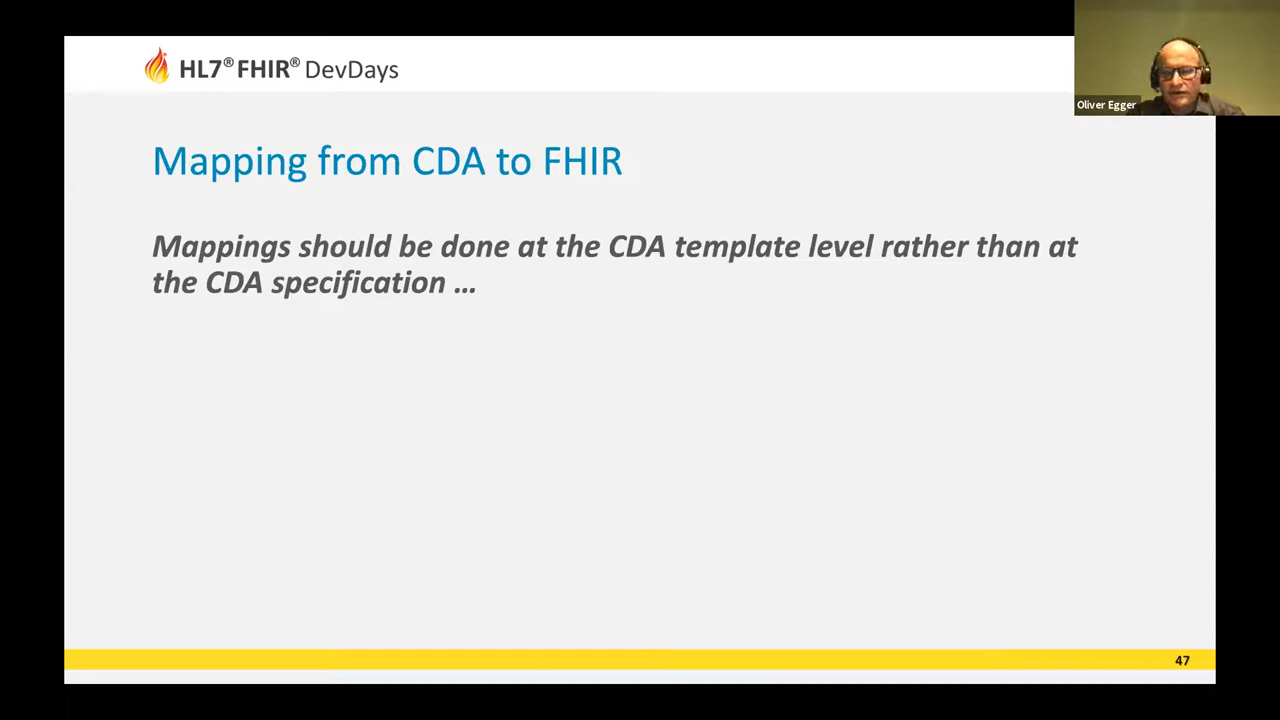 HL7® FHIR® DevDays
Oliver Egger
Mapping from CDA to FHIR
Mappings should be done at the CDA template level rather than at
the CDA specification …
47